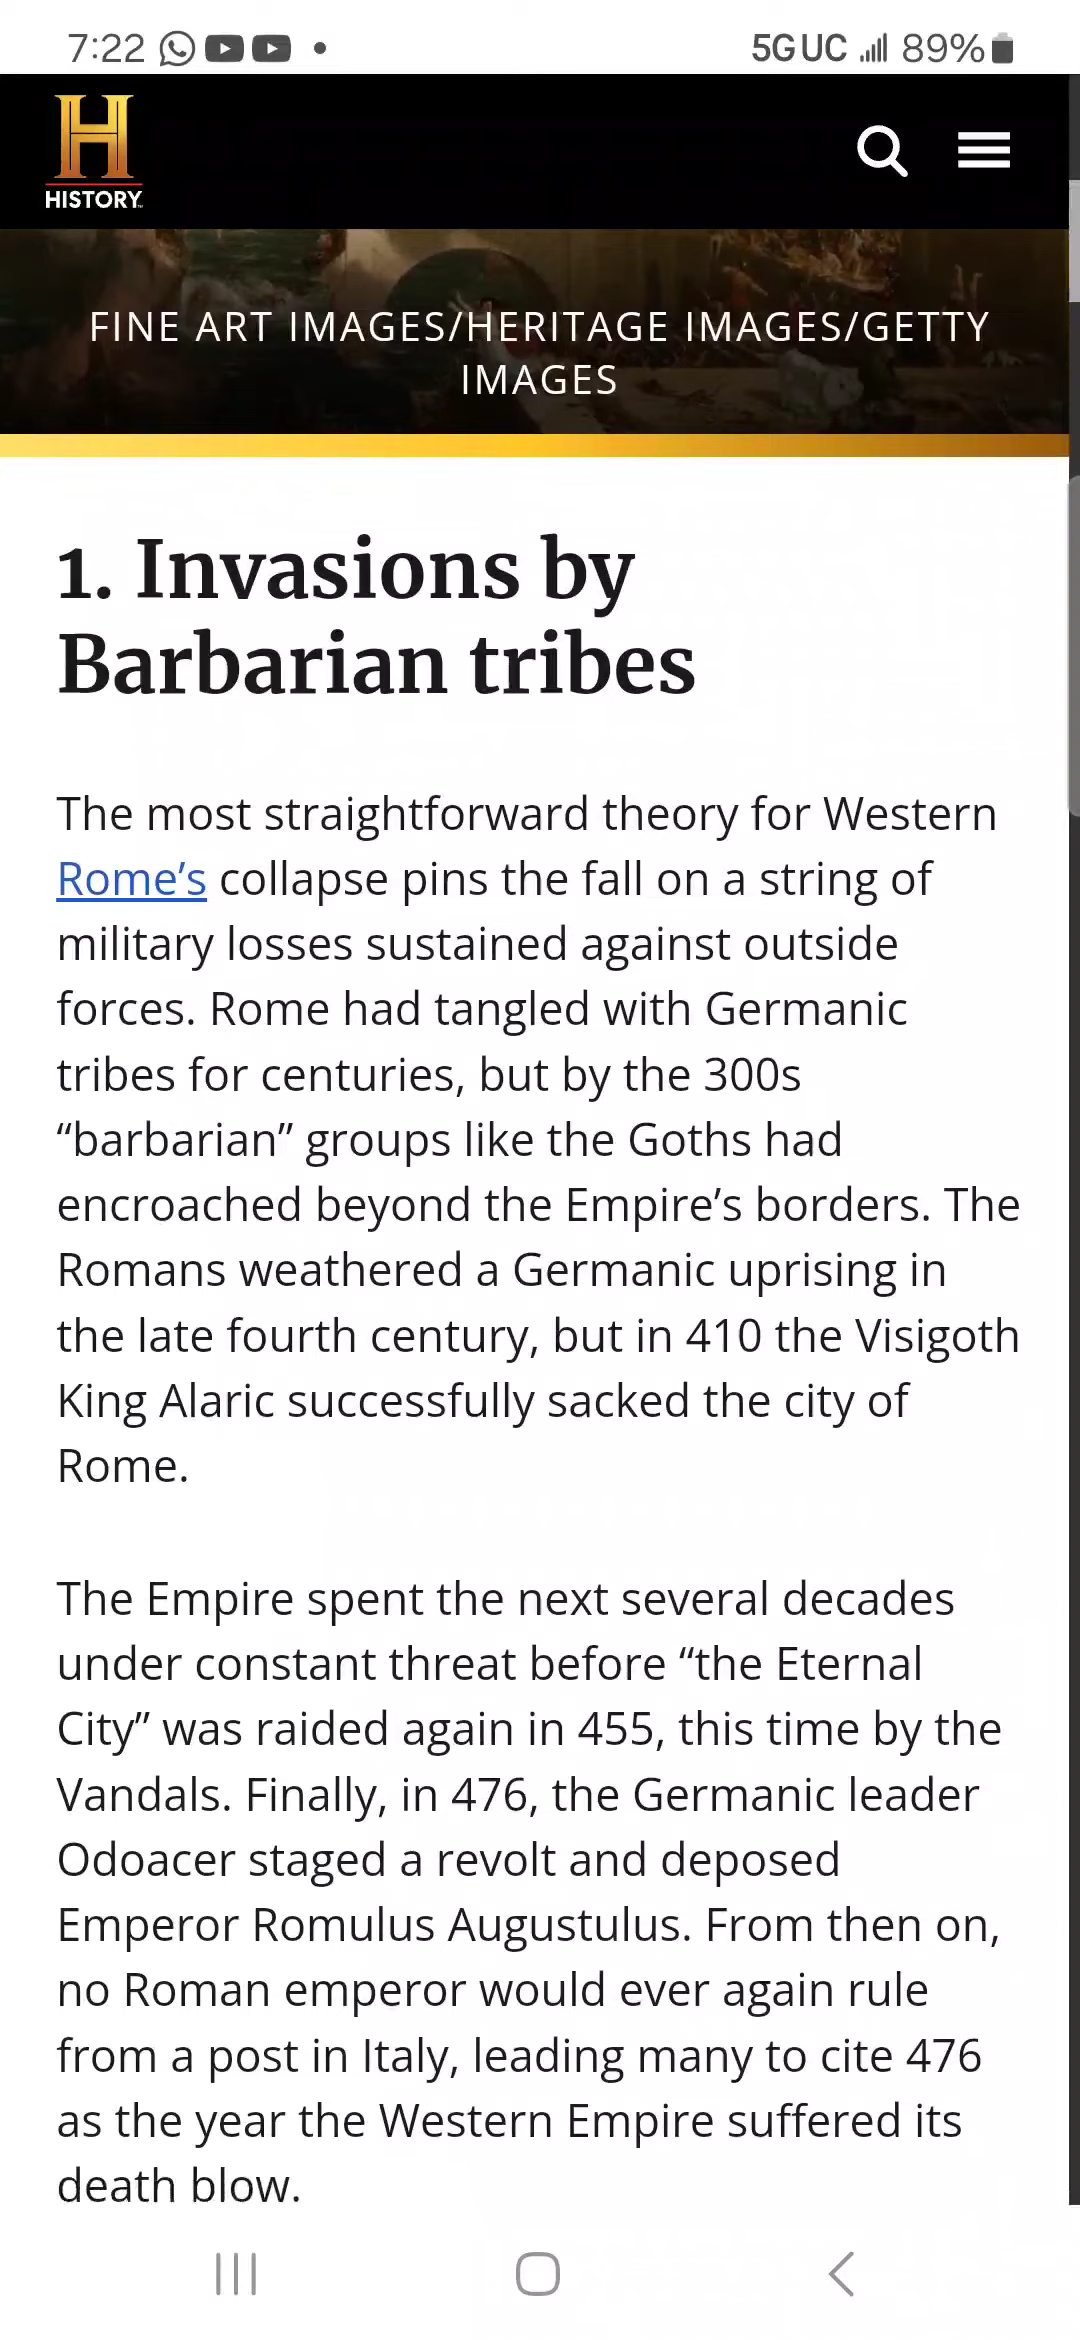 7:22
5G UC 89%
HISTORY
FINE ART IMAGES/HERITAGE IMAGES/GETTY
IMAGES
1. Invasions by
Barbarian tribes
The most straightforward theory for Western
Rome’s collapse pins the fall on a string of
military losses sustained against outside
forces. Rome had tangled with Germanic
tribes for centuries, but by the 300s
“barbarian” groups like the Goths had
encroached beyond the Empire’s borders. The
Romans weathered a Germanic uprising in
the late fourth century, but in 410 the Visigoth
King Alaric successfully sacked the city of
Rome.
The Empire spent the next several decades
under constant threat before “the Eternal
City” was raided again in 455, this time by the
Vandals. Finally, in 476, the Germanic leader
Odoacer staged a revolt and deposed
Emperor Romulus Augustulus. From then on,
no Roman emperor would ever again rule
from a post in Italy, leading many to cite 476
as the year the Western Empire suffered its
death blow.